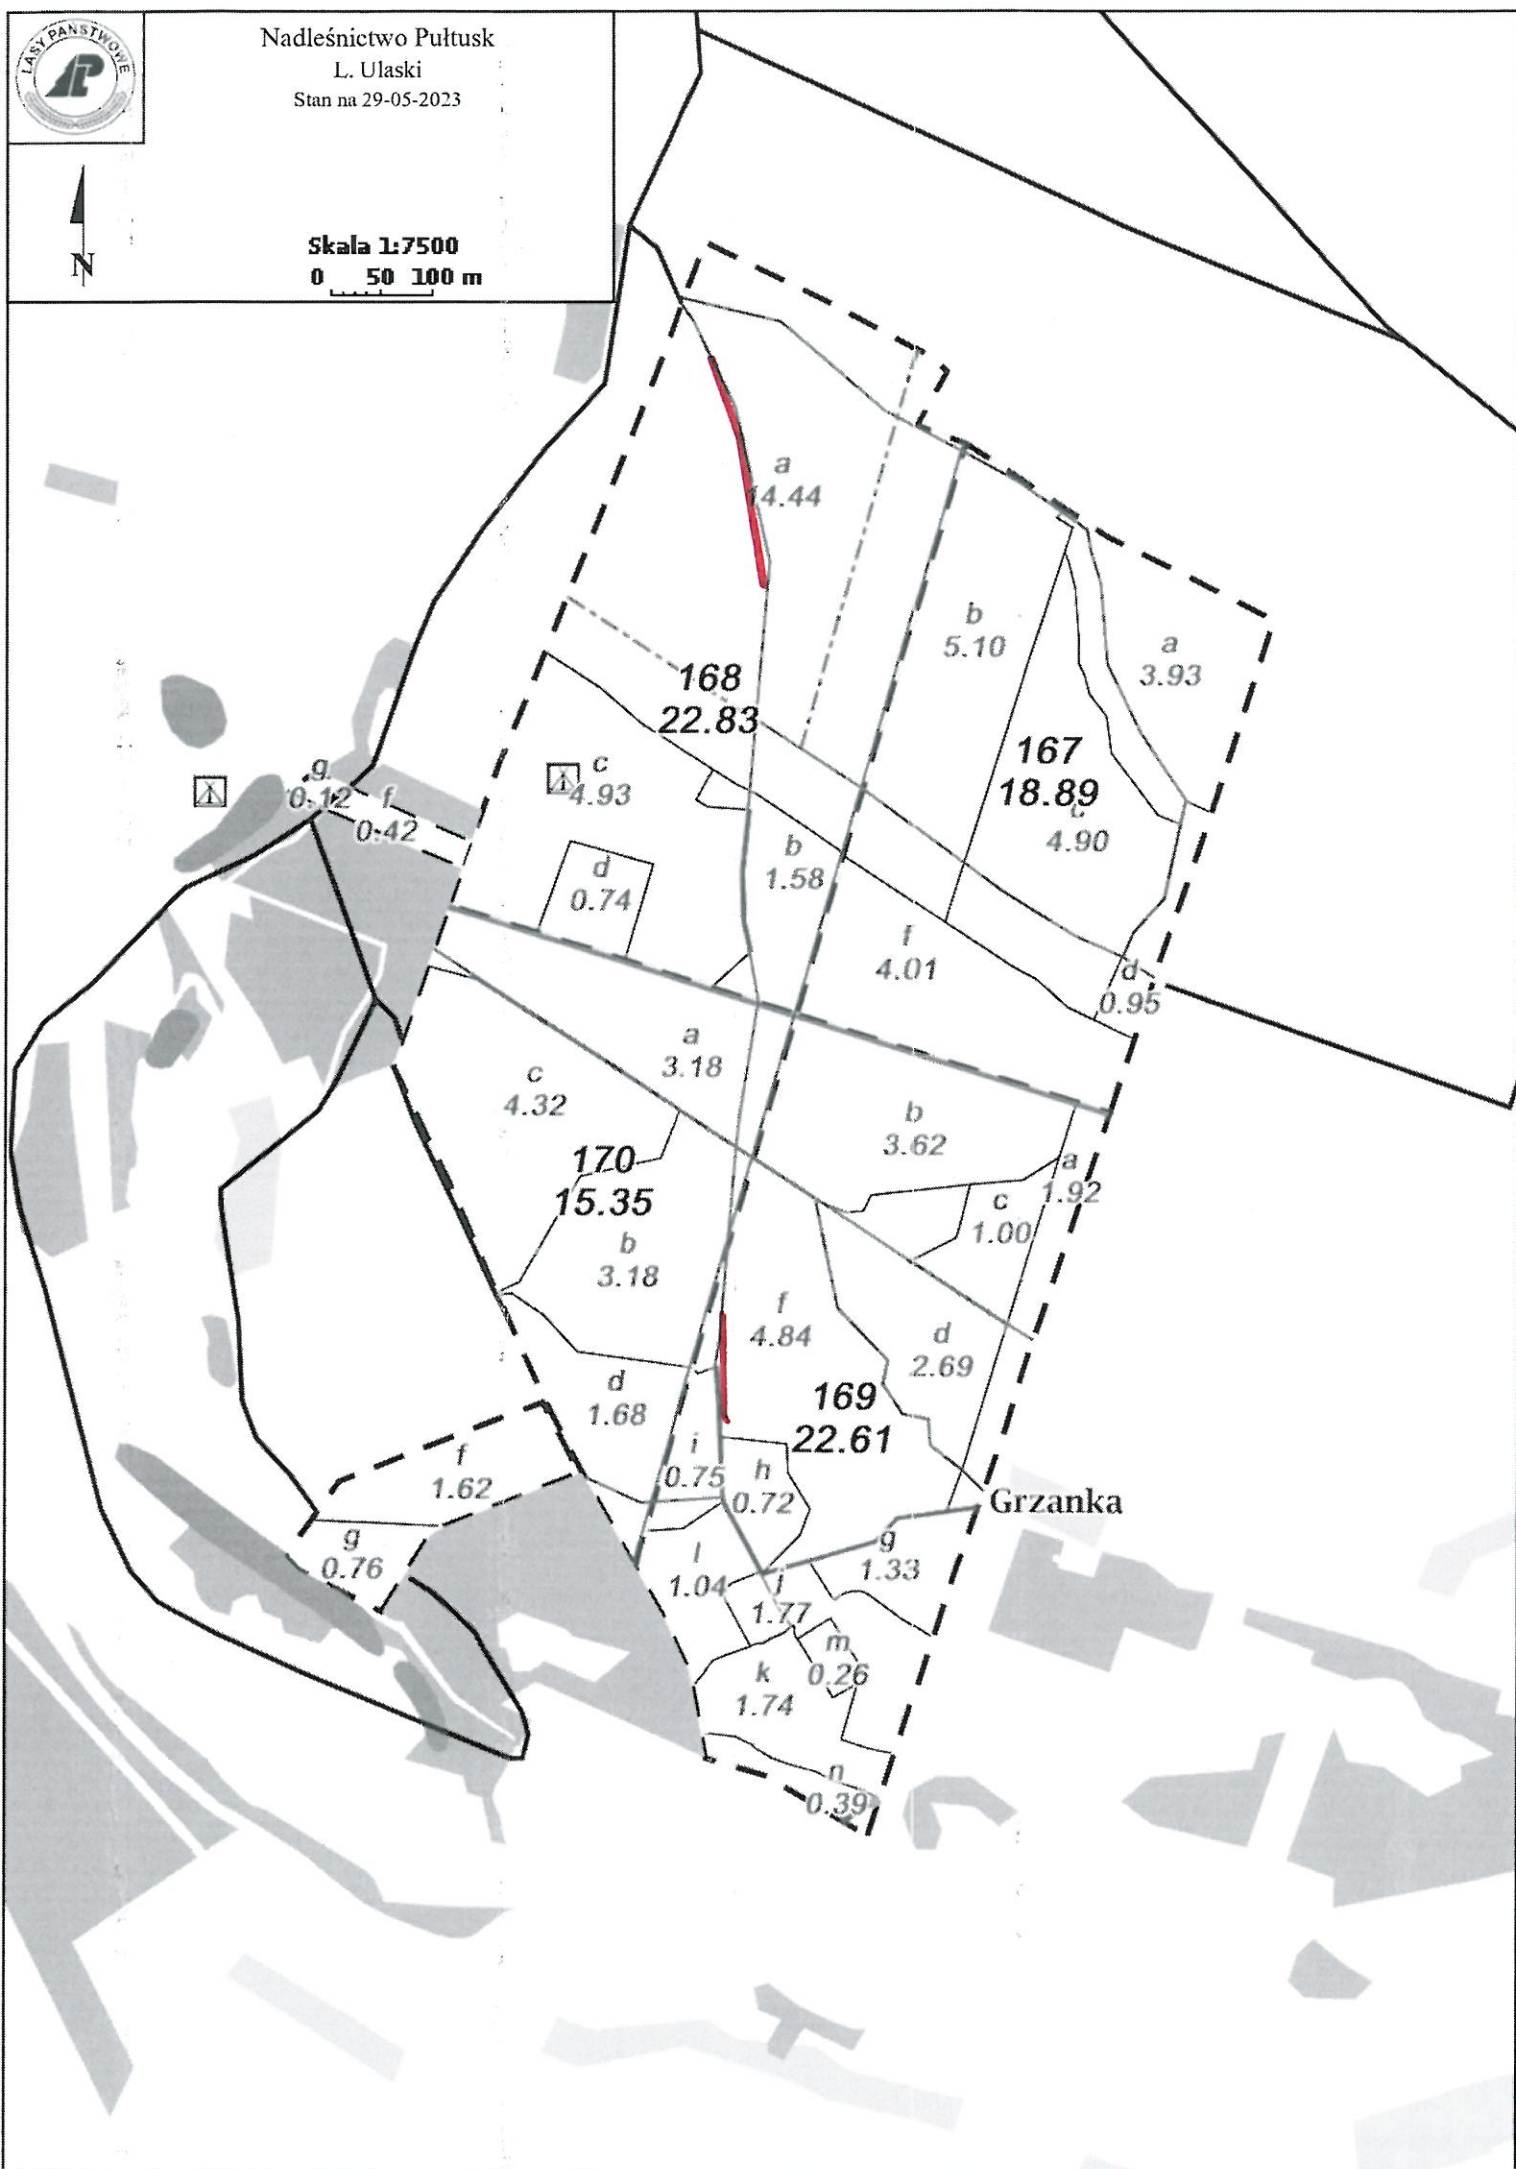 LASY PAŃSTWOWE
Nadleśnictwo Pułtusk
L. Ulaski
Stan na 29-05-2023
N
Skala 1:7500
0 50 100 m
a
14.44
b
5.10
a
3.93
168
22.83
167
18.89
c
4.93
g
0.12
f
0.42
4.90
b
1.58
d
0.74
f
4.01
d
0.95
a
3.18
c
4.32
b
3.62
170
15.35
a
1.92
c
1.00
b
3.18
f
4.84
d
2.69
d
1.68
169
22.61
i
0.75
h
0.72
f
1.62
Grzanka
g
0.76
g
1.33
l
1.04
j
1.77
m
0.26
k
1.74
n
0.39